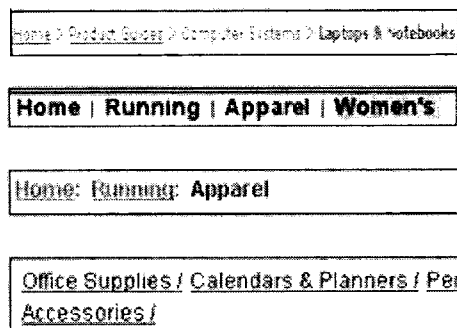 Home > Product Guides > Computer Systems > Laptops & Notebooks
Home | Running | Apparel | Women's
Home: Running: Apparel
Office Supplies / Calendars & Planners /
Accessories /